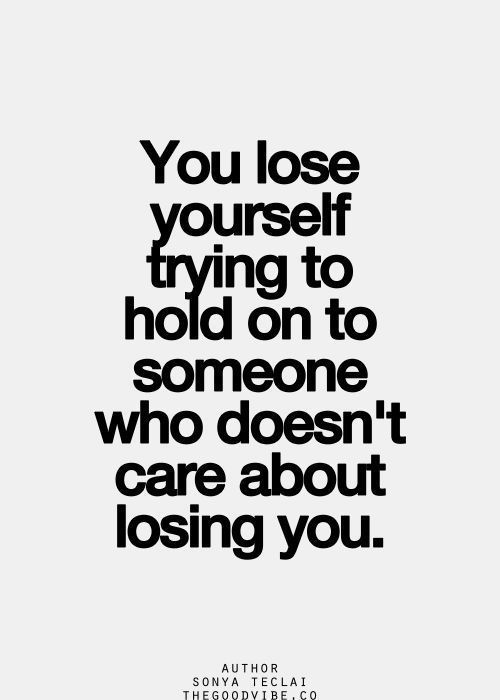 You lose
yourself
trying to
hold on to
someone
who doesn't
care about
losing you.
AUTHOR
SONYA TECLAI
THEGOODVIBE.CO